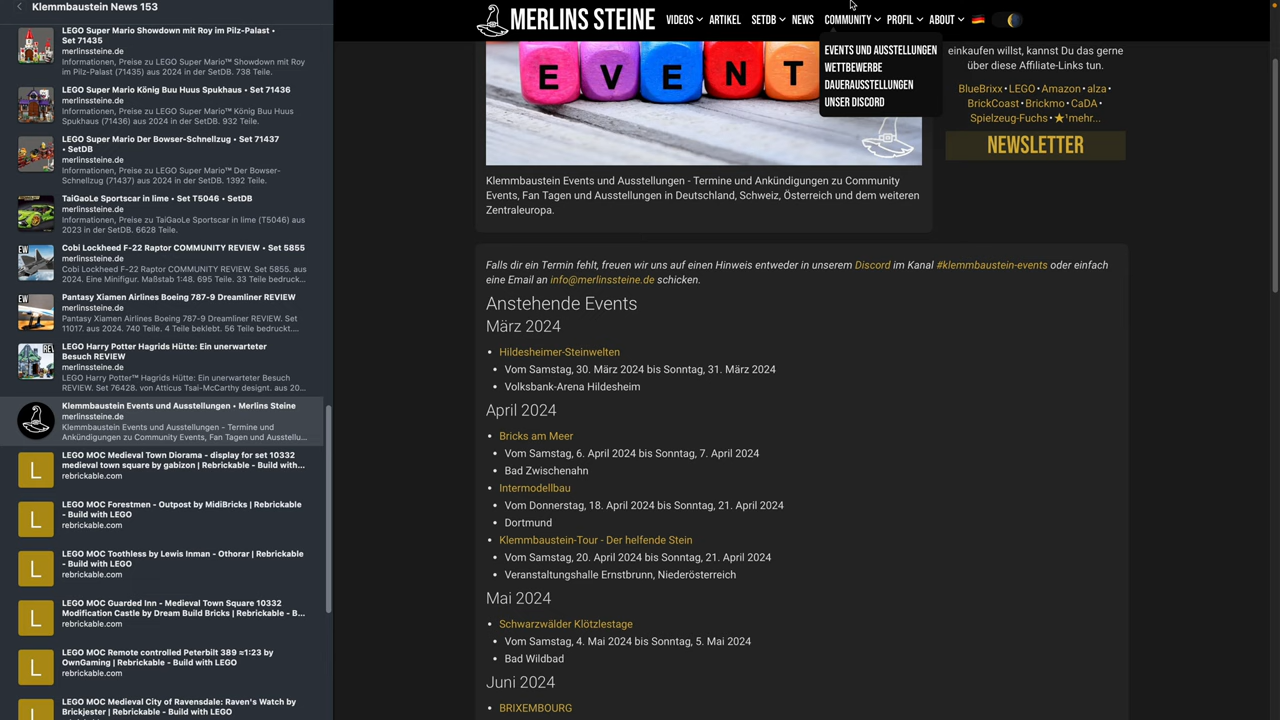 Klemmbaustein News 153
LEGO Super Mario Showdown mit Roy im Pilz-Palast •
Set 71435
merlinssteine.de
Informationen, Preise zu LEGO Super Mario™ Showdown mit Roy
im Pilz-Palast (71435) aus 2024 in der SetDB. 738 Teile.
LEGO Super Mario König Buu Huus Spukhaus • Set 71436
merlinssteine.de
Informationen, Preise zu LEGO Super Mario™ König Buu Huus
Spukhaus (71436) aus 2024 in der SetDB. 932 Teile.
LEGO Super Mario Der Bowser-Schnellzug • Set 71437
• SetDB
merlinssteine.de
Informationen, Preise zu LEGO Super Mario™ Der Bowser-
Schnellzug (71437) aus 2024 in der SetDB. 1392 Teile.
TaiGaoLe Sportscar in lime • Set T5046 • SetDB
merlinssteine.de
Informationen, Preise zu LEGO Sportscar in lime (T5046) aus
2023 in der SetDB. 6628 Teile.
Cobi Lockheed F-22 Raptor COMMUNITY REVIEW • Set 5855
merlinssteine.de
Cobi Lockheed F-22 Raptor COMMUNITY REVIEW. Set 5855. aus
2024. Eine Minifigur. Maßstab 1:48. 695 Teile. 33 Teile bedruck...
Pantasy Xiamen Airlines Boeing 787-9 Dreamliner REVIEW
merlinssteine.de
Pantasy Xiamen Airlines Boeing 787-9 Dreamliner REVIEW. Set
11017. aus 2024. 740 Teile. 4 Teile beklebt. 56 Teile bedruckt....
LEGO Harry Potter Hagrids Hütte: Ein unerwarteter
Besuch REVIEW
merlinssteine.de
LEGO Harry Potter™ Hagrids Hütte: Ein unerwarteter Besuch
REVIEW. Set 76428. von Atticus Tsai-McCarthy designt. aus 20...
Klemmbaustein Events und Ausstellungen • Merlins Steine
merlinssteine.de
Klemmbaustein Events und Ausstellungen - Termine und
Ankündigungen zu Community Events, Fan Tagen und Ausstellu...
L
LEGO MOC Medieval Town Diorama - display for set 10332
medieval town square by gabizon | Rebrickable - Build with...
rebrickable.com
L
LEGO MOC Forestmen - Outpost by MidiBricks | Rebrickable
- Build with LEGO
rebrickable.com
L
LEGO MOC Toothless by Lewis Inman - Othorar | Rebrickable
- Build with LEGO
rebrickable.com
L
LEGO MOC Guarded Inn - Medieval Town Square 10332
Modification Castle by Dream Build Bricks | Rebrickable - B...
rebrickable.com
L
LEGO MOC Remote controlled Peterbilt 389 ≈1:23 by
OwnGaming | Rebrickable - Build with LEGO
rebrickable.com
L
LEGO MOC Medieval City of Ravensdale: Raven's Watch by
Brickjester | Rebrickable - Build with LEGO
MERLINS STEINE
VIDEOS ARTIKEL SETDB NEWS COMMUNITY PROFIL ABOUT
EVENTS UND AUSSTELLUNGEN
WETTBEWERBE
DAUERAUSSTELLUNGEN
UNSER DISCORD
EVENT
einkaufen willst, kannst Du das gerne
über diese Affiliate-Links tun.
BlueBrixx • LEGO • Amazon • alza •
BrickCoast • Brickmo • CaDA •
Spielzeug-Fuchs • ★¹mehr...
NEWSLETTER
Klemmbaustein Events und Ausstellungen - Termine und Ankündigungen zu Community
Events, Fan Tagen und Ausstellungen in Deutschland, Schweiz, Österreich und dem weiteren
Zentraleuropa.
Falls dir ein Termin fehlt, freuen wir uns auf einen Hinweis entweder in unserem Discord im Kanal #klemmbaustein-events oder einfach
eine Email an info@merlinssteine.de schicken.
Anstehende Events
März 2024
• Hildesheimer-Steinwelten
• Vom Samstag, 30. März 2024 bis Sonntag, 31. März 2024
• Volksbank-Arena Hildesheim
April 2024
• Bricks am Meer
• Vom Samstag, 6. April 2024 bis Sonntag, 7. April 2024
• Bad Zwischenahn
• Intermodellbau
• Vom Donnerstag, 18. April 2024 bis Sonntag, 21. April 2024
• Dortmund
• Klemmbaustein-Tour - Der helfende Stein
• Vom Samstag, 20. April 2024 bis Sonntag, 21. April 2024
• Veranstaltungshalle Ernstbrunn, Niederösterreich
Mai 2024
• Schwarzwälder Klötzlestage
• Vom Samstag, 4. Mai 2024 bis Sonntag, 5. Mai 2024
• Bad Wildbad
Juni 2024
• BRIXEMBOURG